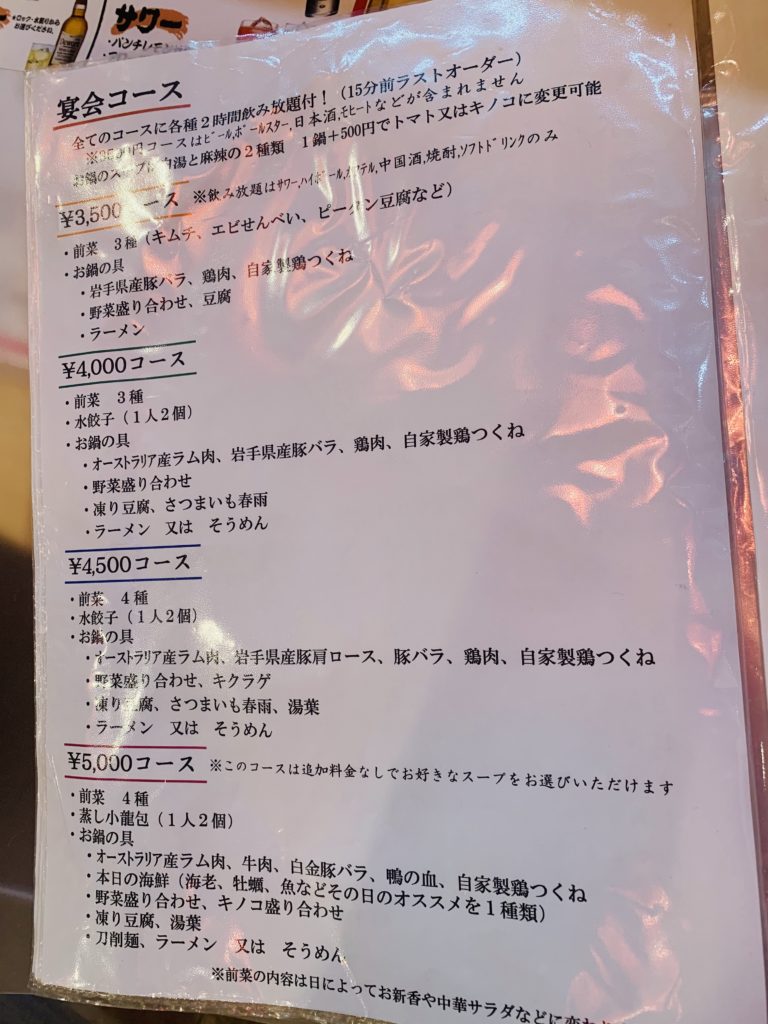 ※ロック・水割りから
お選びください。
サワー
・パンチレモン
宴会コース
全てのコースに各種2時間飲み放題付！（15分前ラストオーダー）
※3500円コースはﾋﾞｰﾙ,ﾎﾞｰﾙｽﾀｰ,日本酒,ﾓﾋｰﾄなどが含まれません
お鍋のスープは白湯と麻辣の2種類　1鍋＋500円でトマト又はキノコに変更可能
¥3,500コース ※飲み放題はｻﾜｰ,ﾊｲﾎﾞｰﾙ,ｶｸﾃﾙ,中国酒,焼酎,ｿﾌﾄﾄﾞﾘﾝｸのみ
・前菜　3種（キムチ、エビせんべい、ピータン豆腐など）
・お鍋の具
・岩手県産豚バラ、鶏肉、自家製鶏つくね
・野菜盛り合わせ、豆腐
・ラーメン
¥4,000コース
・前菜　3種
・水餃子（1人2個）
・お鍋の具
・オーストラリア産ラム肉、岩手県産豚バラ、鶏肉、自家製鶏つくね
・野菜盛り合わせ
・凍り豆腐、さつまいも春雨
・ラーメン　又は　そうめん
¥4,500コース
・前菜　4種
・水餃子（1人2個）
・お鍋の具
・オーストラリア産ラム肉、岩手県産豚肩ロース、豚バラ、鶏肉、自家製鶏つくね
・野菜盛り合わせ、キクラゲ
・凍り豆腐、さつまいも春雨、湯葉
・ラーメン　又は　そうめん
¥5,000コース ※このコースは追加料金なしでお好きなスープをお選びいただけます
・前菜　4種
・蒸し小龍包（1人2個）
・お鍋の具
・オーストラリア産ラム肉、牛肉、白金豚バラ、鴨の血、自家製鶏つくね
・本日の海鮮（海老、牡蠣、魚などその日のオススメを1種類）
・野菜盛り合わせ、キノコ盛り合わせ
・凍り豆腐、湯葉
・刀削麺、ラーメン　又は　そうめん
※前菜の内容は日によってお新香や中華サラダなどに変わ